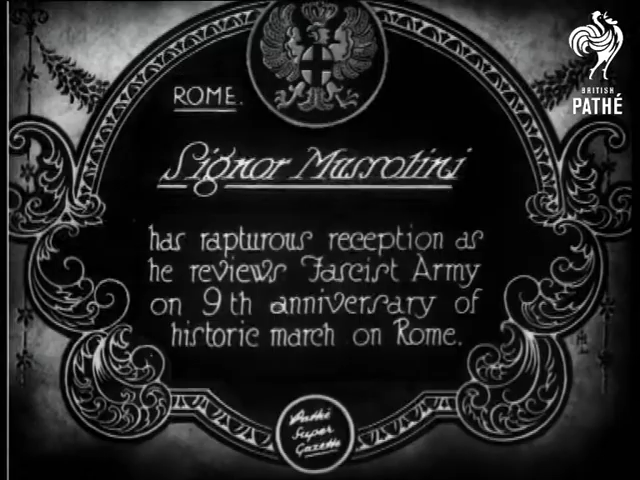 BRITISH
PATHÉ
ROME.
Signor Mussolini
has rapturous reception as
he reviews Fascist Army
on 9th anniversary of
historic march on Rome.
Pathé
Super
Gazette